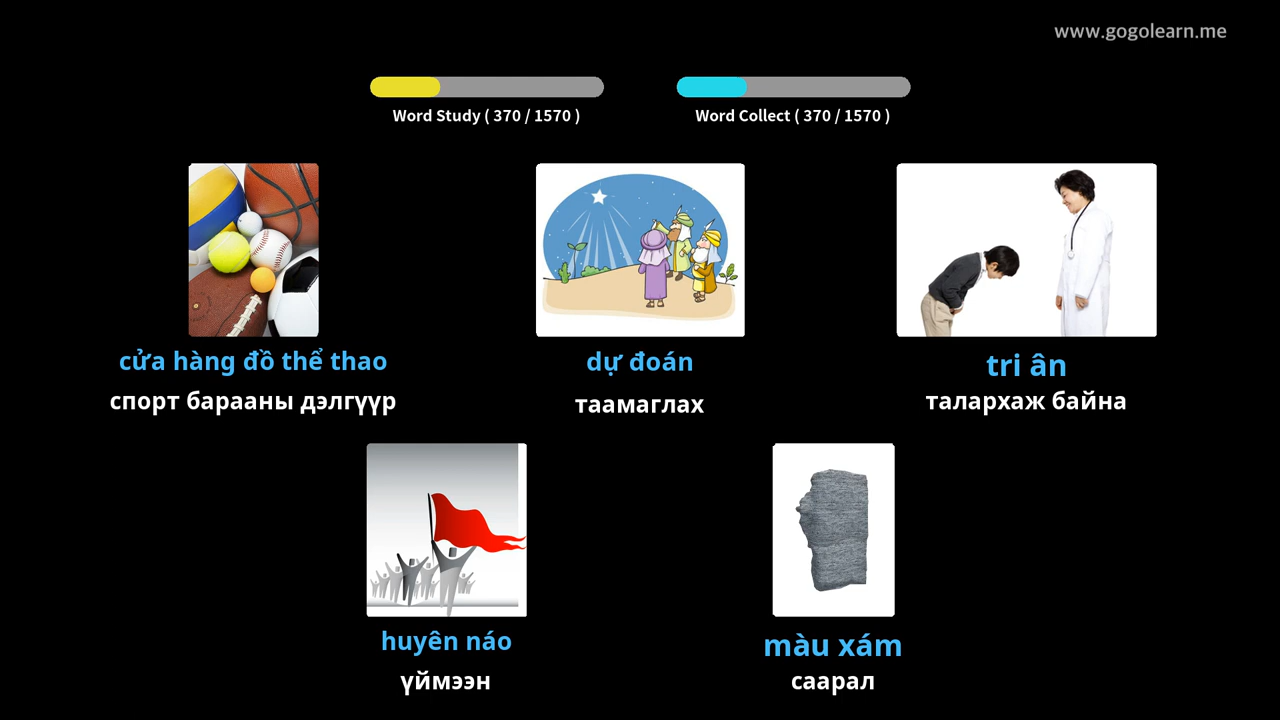 www.gogolearn.me
Word Study ( 370 / 1570 )
Word Collect ( 370 / 1570 )
cửa hàng đồ thể thao
спорт барааны дэлгүүр
dự đoán
таамаглах
tri ân
талархаж байна
huyên náo
үймээн
màu xám
саарал